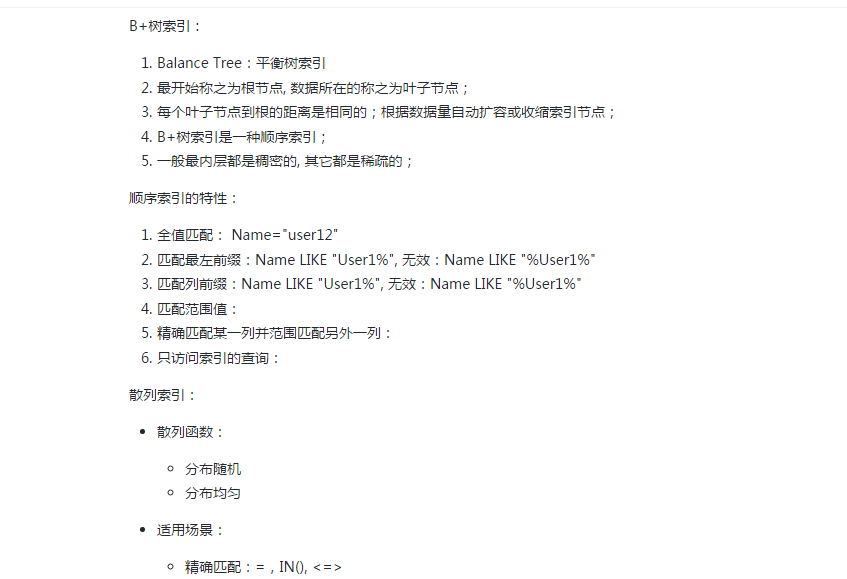 B+树索引：
1. Balance Tree：平衡树索引
2. 最开始称之为根节点, 数据所在的称之为叶子节点；
3. 每个叶子节点到根的距离是相同的；根据数据量自动扩容或收缩索引节点；
4. B+树索引是一种顺序索引；
5. 一般最内层都是稠密的, 其它都是稀疏的；
顺序索引的特性：
1. 全值匹配： Name="user12"
2. 匹配最左前缀：Name LIKE "User1%", 无效：Name LIKE "%User1%"
3. 匹配列前缀：Name LIKE "User1%", 无效：Name LIKE "%User1%"
4. 匹配范围值：
5. 精确匹配某一列并范围匹配另外一列：
6. 只访问索引的查询：
散列索引：
• 散列函数：
◦ 分布随机
◦ 分布均匀
• 适用场景：
◦ 精确匹配：= , IN(), <=>